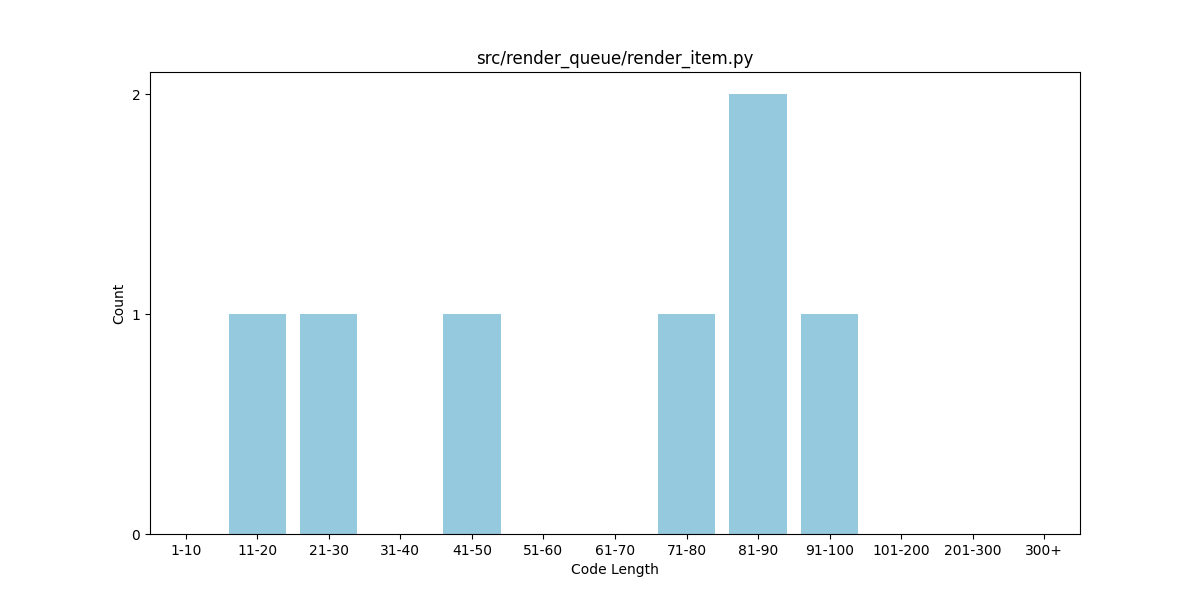 src/render_queue/render_item.py
2
1
0
Count
1-10 11-20 21-30 31-40 41-50 51-60 61-70 71-80 81-90 91-100 101-200 201-300 300+
Code Length